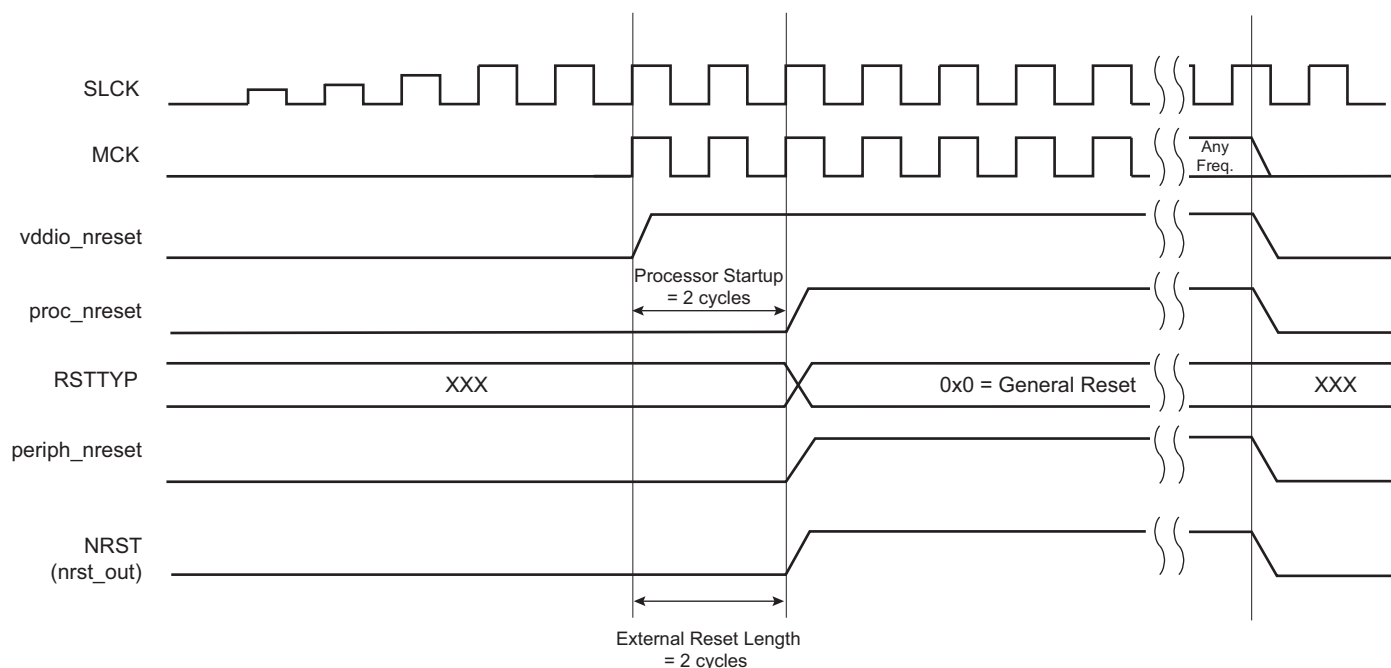 SLCK
MCK
Any
Freq.
vddio_nreset
Processor Startup
= 2 cycles
proc_nreset
RSTTYP
XXX
0x0 = General Reset
XXX
periph_nreset
NRST
(nrst_out)
External Reset Length
= 2 cycles